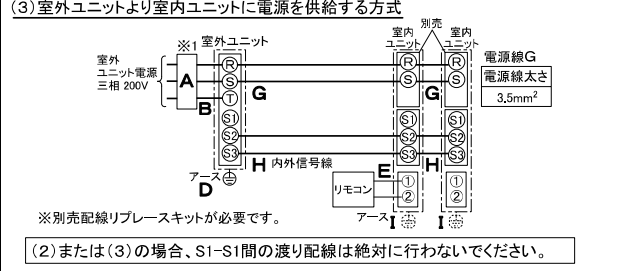 (3)室外ユニットより室内ユニットに電源を供給する方式
別売
※1 室外ユニット
室内
ユニット
室内
ユニット
室外
ユニット電源
三相 200V
A
B
R
S
T
S1
S2
S3
G
H 内外信号線
アース
D
R
S
S1
S2
S3
①
②
E
リモコン
アース I
G
H
R
S
S1
S2
S3
①
②
I
電源線G
電源線太さ
3.5mm²
※別売配線リプレースキットが必要です。
(2)または(3)の場合、S1-S1間の渡り配線は絶対に行わないでください。